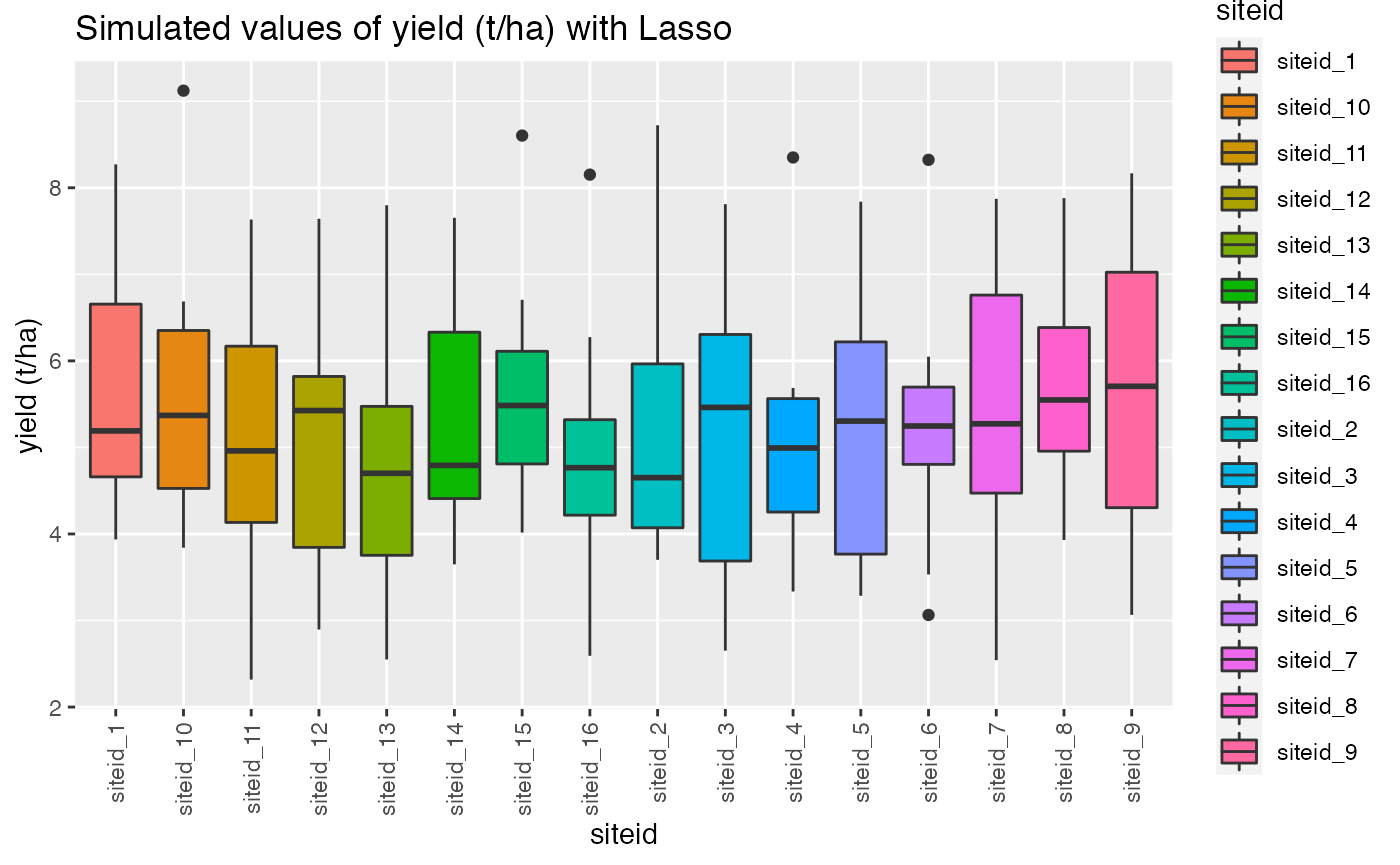 Simulated values of yield (t/ha) with Lasso
yield (t/ha)
8
6
4
2
siteid_1
siteid_10
siteid_11
siteid_12
siteid_13
siteid_14
siteid_15
siteid_16
siteid_2
siteid_3
siteid_4
siteid_5
siteid_6
siteid_7
siteid_8
siteid_9
siteid
siteid
siteid_1
siteid_10
siteid_11
siteid_12
siteid_13
siteid_14
siteid_15
siteid_16
siteid_2
siteid_3
siteid_4
siteid_5
siteid_6
siteid_7
siteid_8
siteid_9